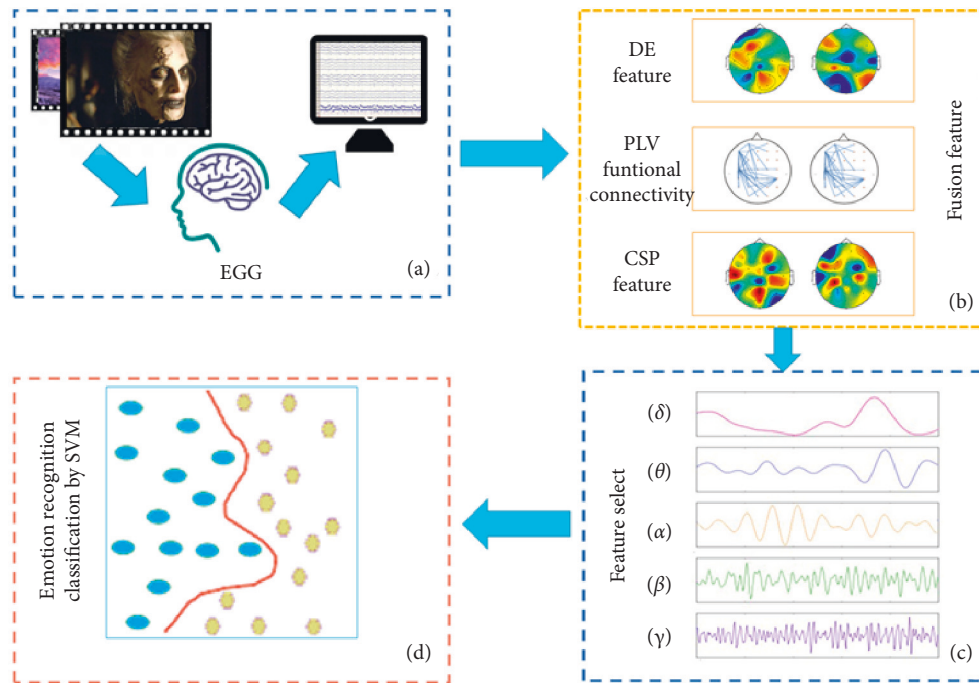 EGG
(a)
DE
feature
PLV
funtional
connectivity
CSP
feature
Fusion feature
(b)
Feature select
(δ)
(θ)
(α)
(β)
(γ)
(c)
Emotion recognition
classification by SVM
(d)